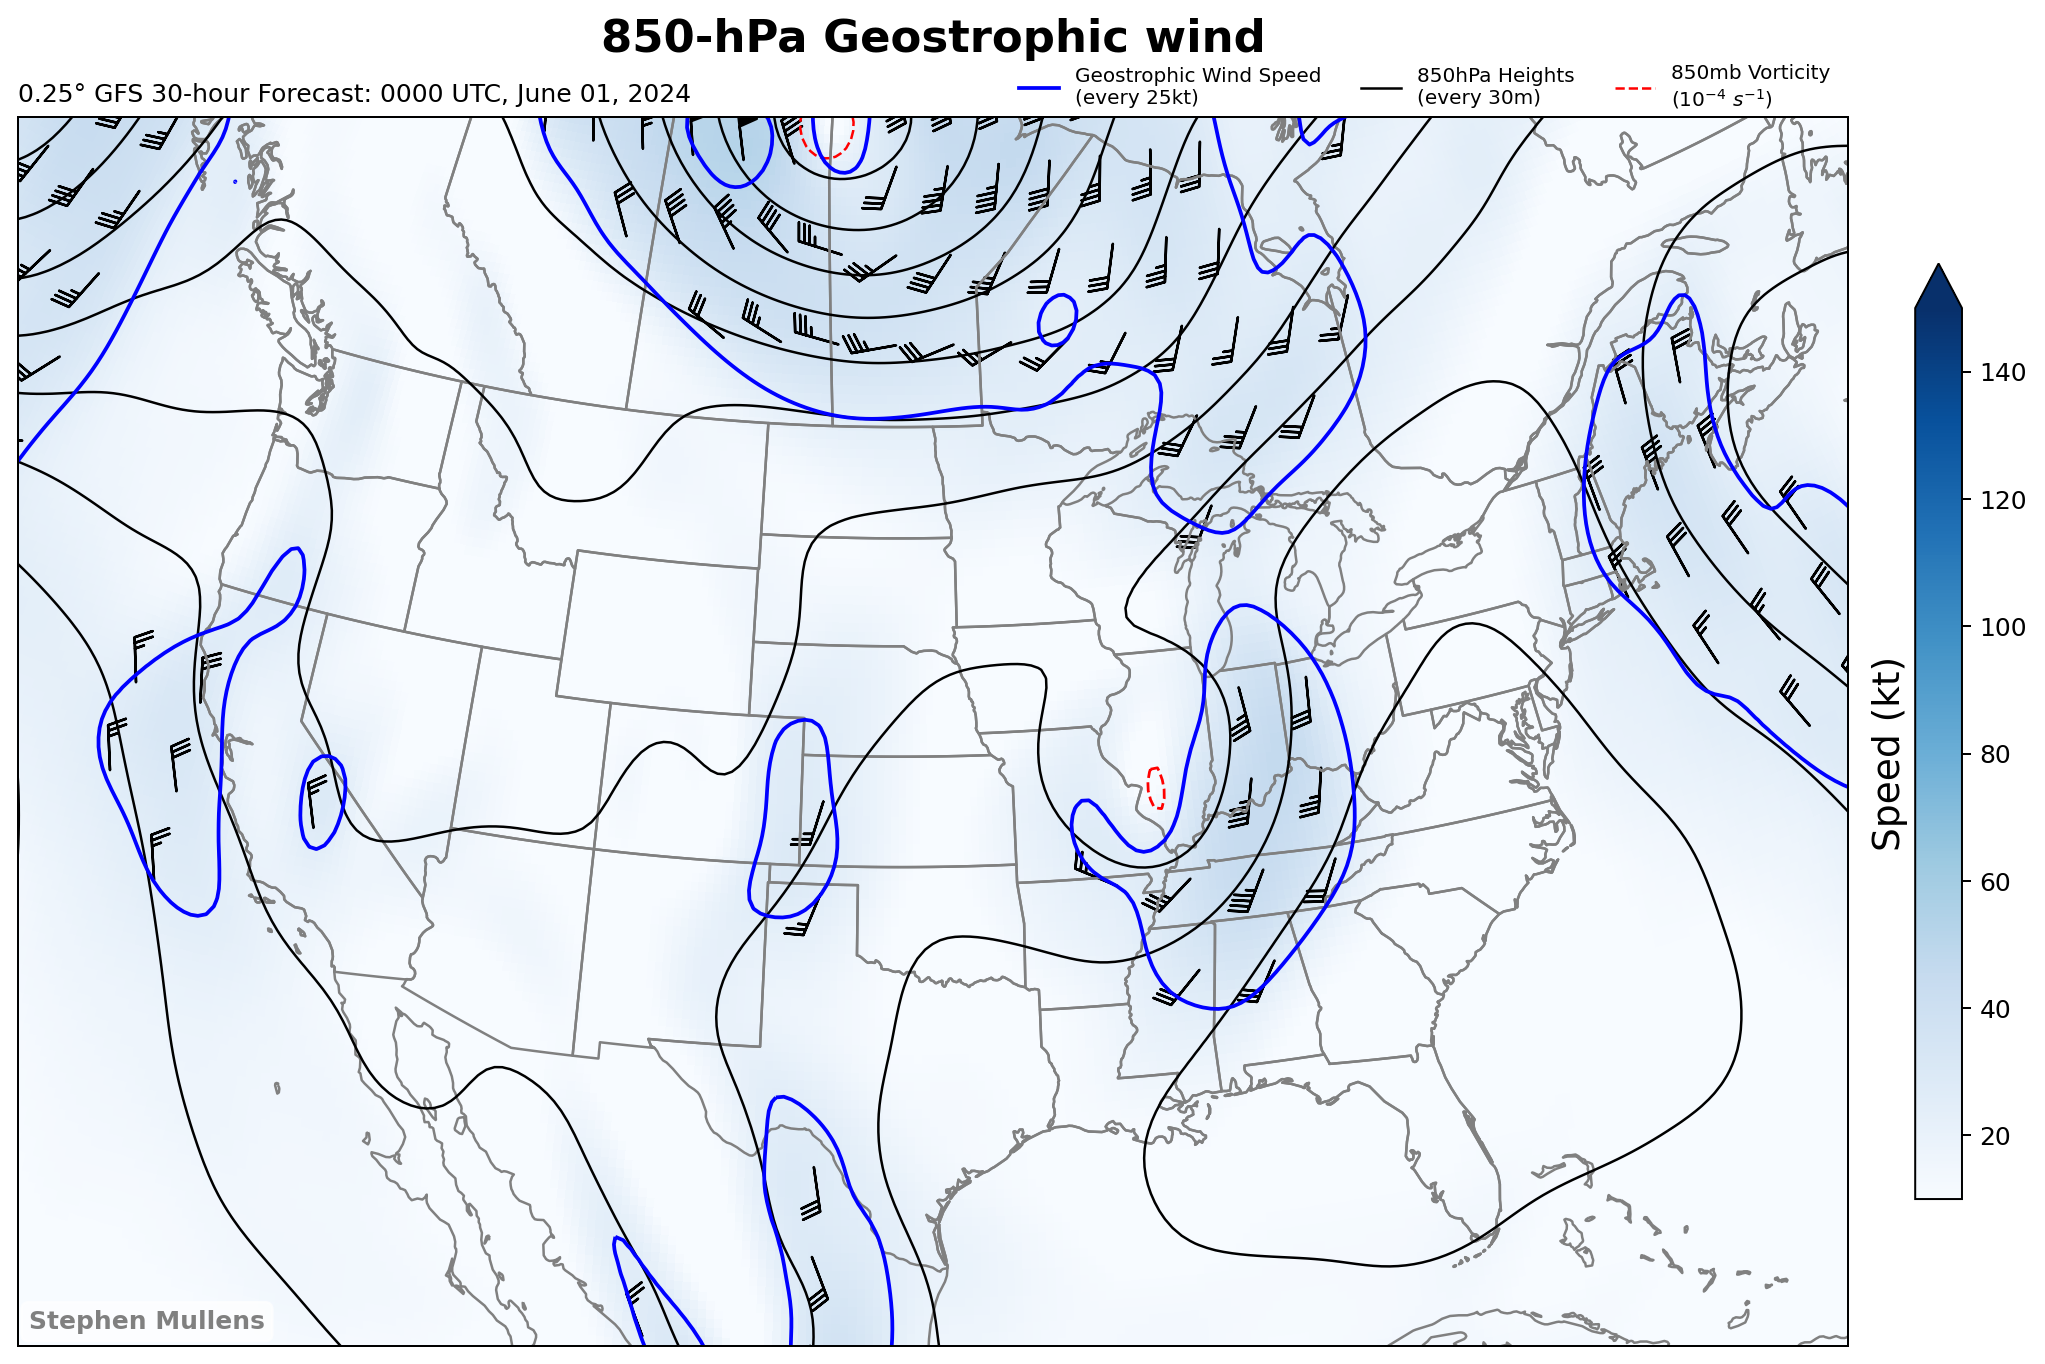 850-hPa Geostrophic wind
0.25° GFS 30-hour Forecast: 0000 UTC, June 01, 2024
Geostrophic Wind Speed
(every 25kt)
850hPa Heights
(every 30m)
850mb Vorticity
(10⁻⁴ s⁻¹)
140
120
100
80
60
40
20
Speed (kt)
Stephen Mullens